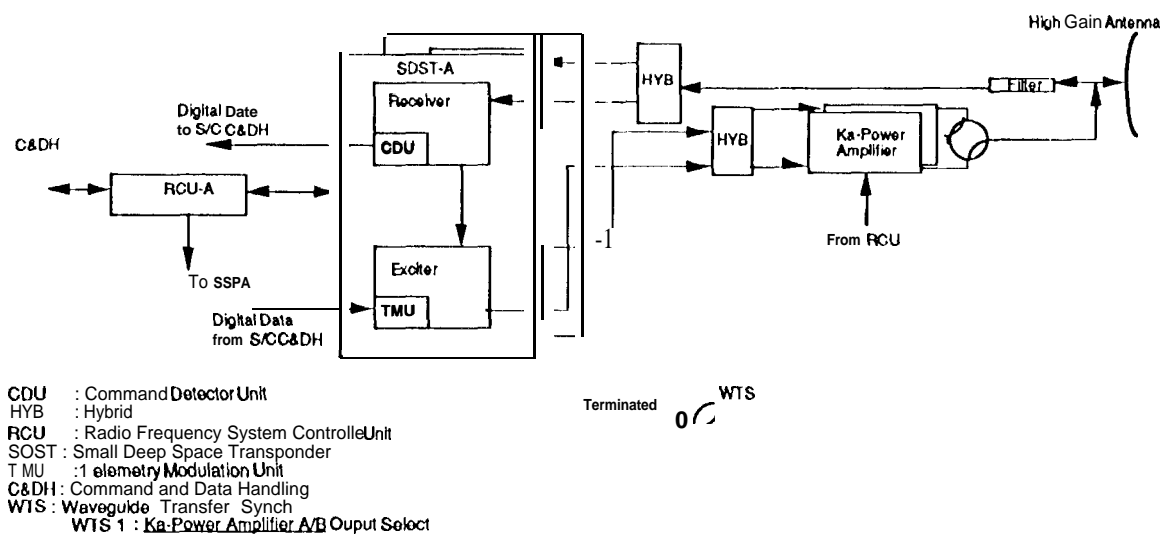 High Gain Antenna
SDST-A
HYB
Receiver
Filter
Digital Date
to S/C C&DH
C&DH
CDU
HYB
Ka-Power
Amplifier
RCU-A
-1
From RCU
Exciter
To SSPA
TMU
Digital Data
from S/CC&DH
CDU : Command Detector Unit
HYB : Hybrid
RCU : Radio Frequency System ControlleUnit
SOST : Small Deep Space Transponder
T MU :1 elemetry Modulation Unit
C&DH : Command and Data Handling
WTS : Waveguide Transfer Synch
WTS 1 : Ka-Power Amplifier A/B Ouput Select
Terminated
0
WTS